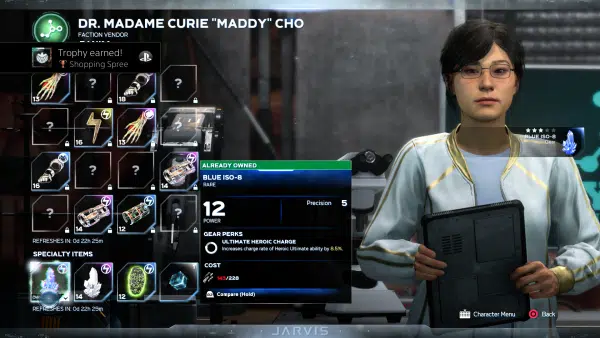 DR. MADAME CURIE "MADDY" CHO
FACTION VENDOR
Trophy earned!
Shopping Spree
13
18
16
13
16
14
14
12
REFRESHES IN: 0d 22h 25m
SPECIALTY ITEMS
14
12
REFRESHES IN: 0d 22h 25m
ALREADY OWNED
BLUE ISO-8
RARE
12
POWER
Precision 5
GEAR PERKS
ULTIMATE HEROIC CHARGE
Increases charge rate of Heroic Ultimate ability by 8.5%.
COST
/220
Compare (Hold)
BLUE ISO-8
Character Menu
Back
JARVIS